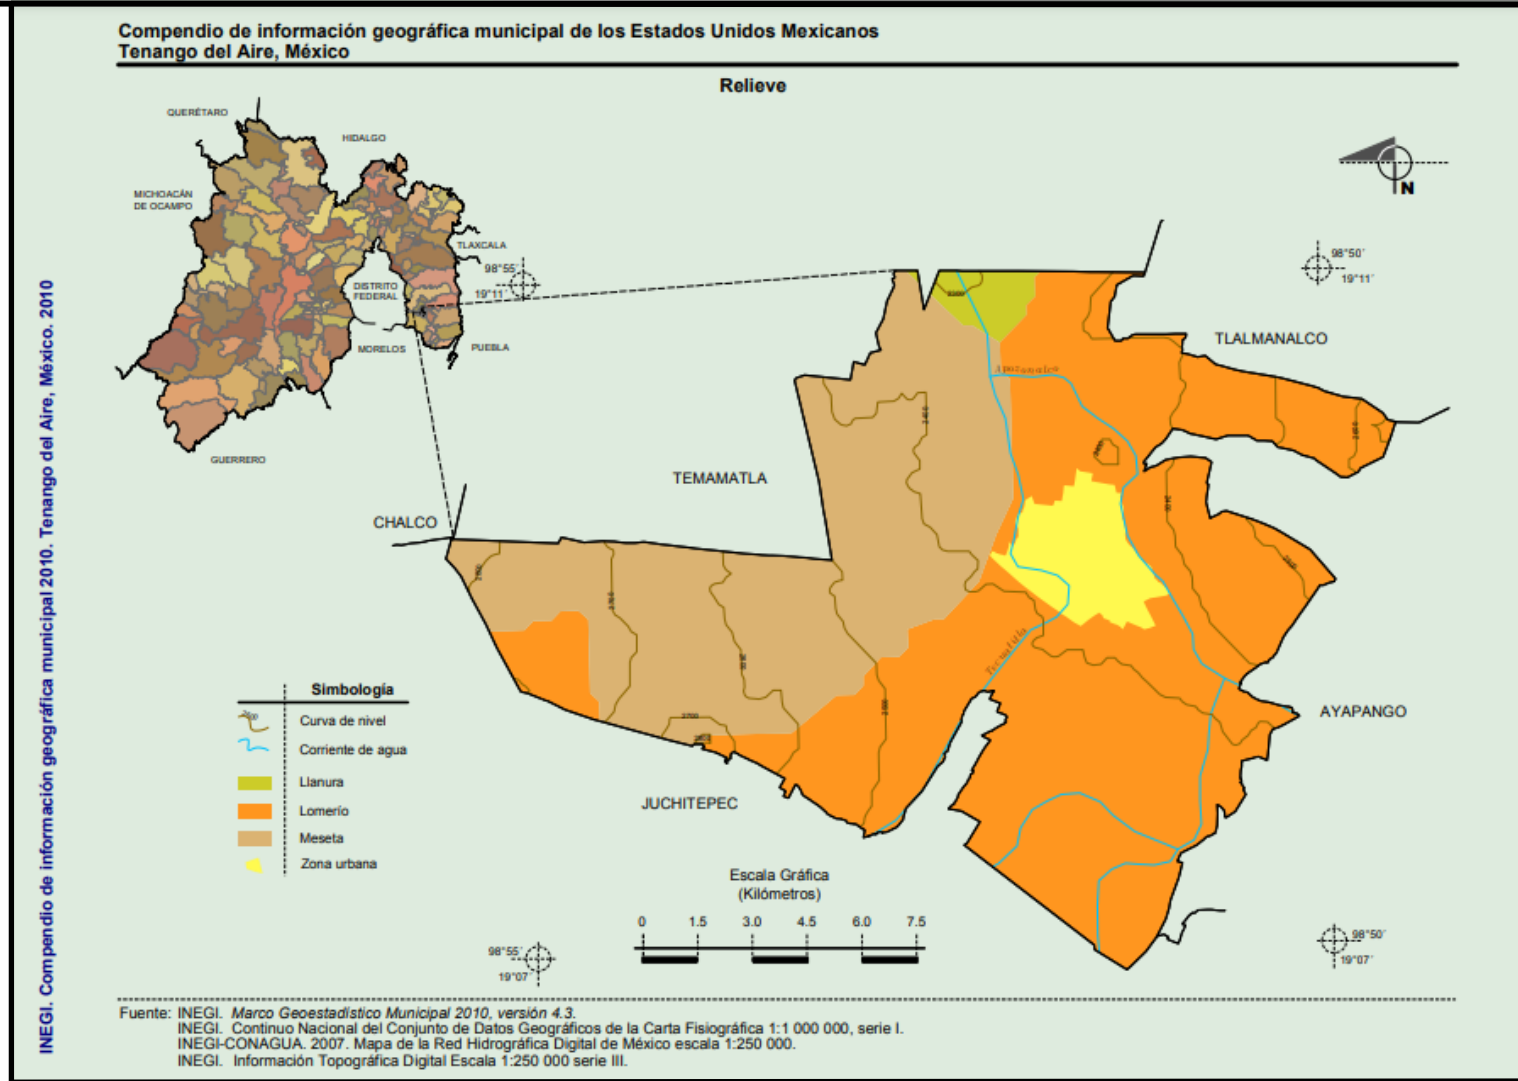 Compendio de información geográfica municipal de los Estados Unidos Mexicanos
Tenango del Aire, México
Relieve
QUERÉTARO
HIDALGO
MICHOACÁN
DE OCAMPO
TLAXCALA
DISTRITO
FEDERAL
MORELOS
PUEBLA
GUERRERO
N
98°55´
19°11´
98°50´
19°11´
TLALMANALCO
TEMAMATLA
CHALCO
AYAPANGO
JUCHITEPEC
2400
2700
2700
Simbología
2600
Curva de nivel
Corriente de agua
Llanura
Lomerío
Meseta
Zona urbana
Escala Gráfica
(Kilómetros)
0 1.5 3.0 4.5 6.0 7.5
98°55´
19°07´
98°50´
19°07´
Fuente: INEGI. Marco Geoestadístico Municipal 2010, versión 4.3.
INEGI. Continuo Nacional del Conjunto de Datos Geográficos de la Carta Fisiográfica 1:1 000 000, serie I.
INEGI-CONAGUA. 2007. Mapa de la Red Hidrográfica Digital de México escala 1:250 000.
INEGI. Información Topográfica Digital Escala 1:250 000 serie III.
INEGI. Compendio de información geográfica municipal 2010. Tenango del Aire, México. 2010